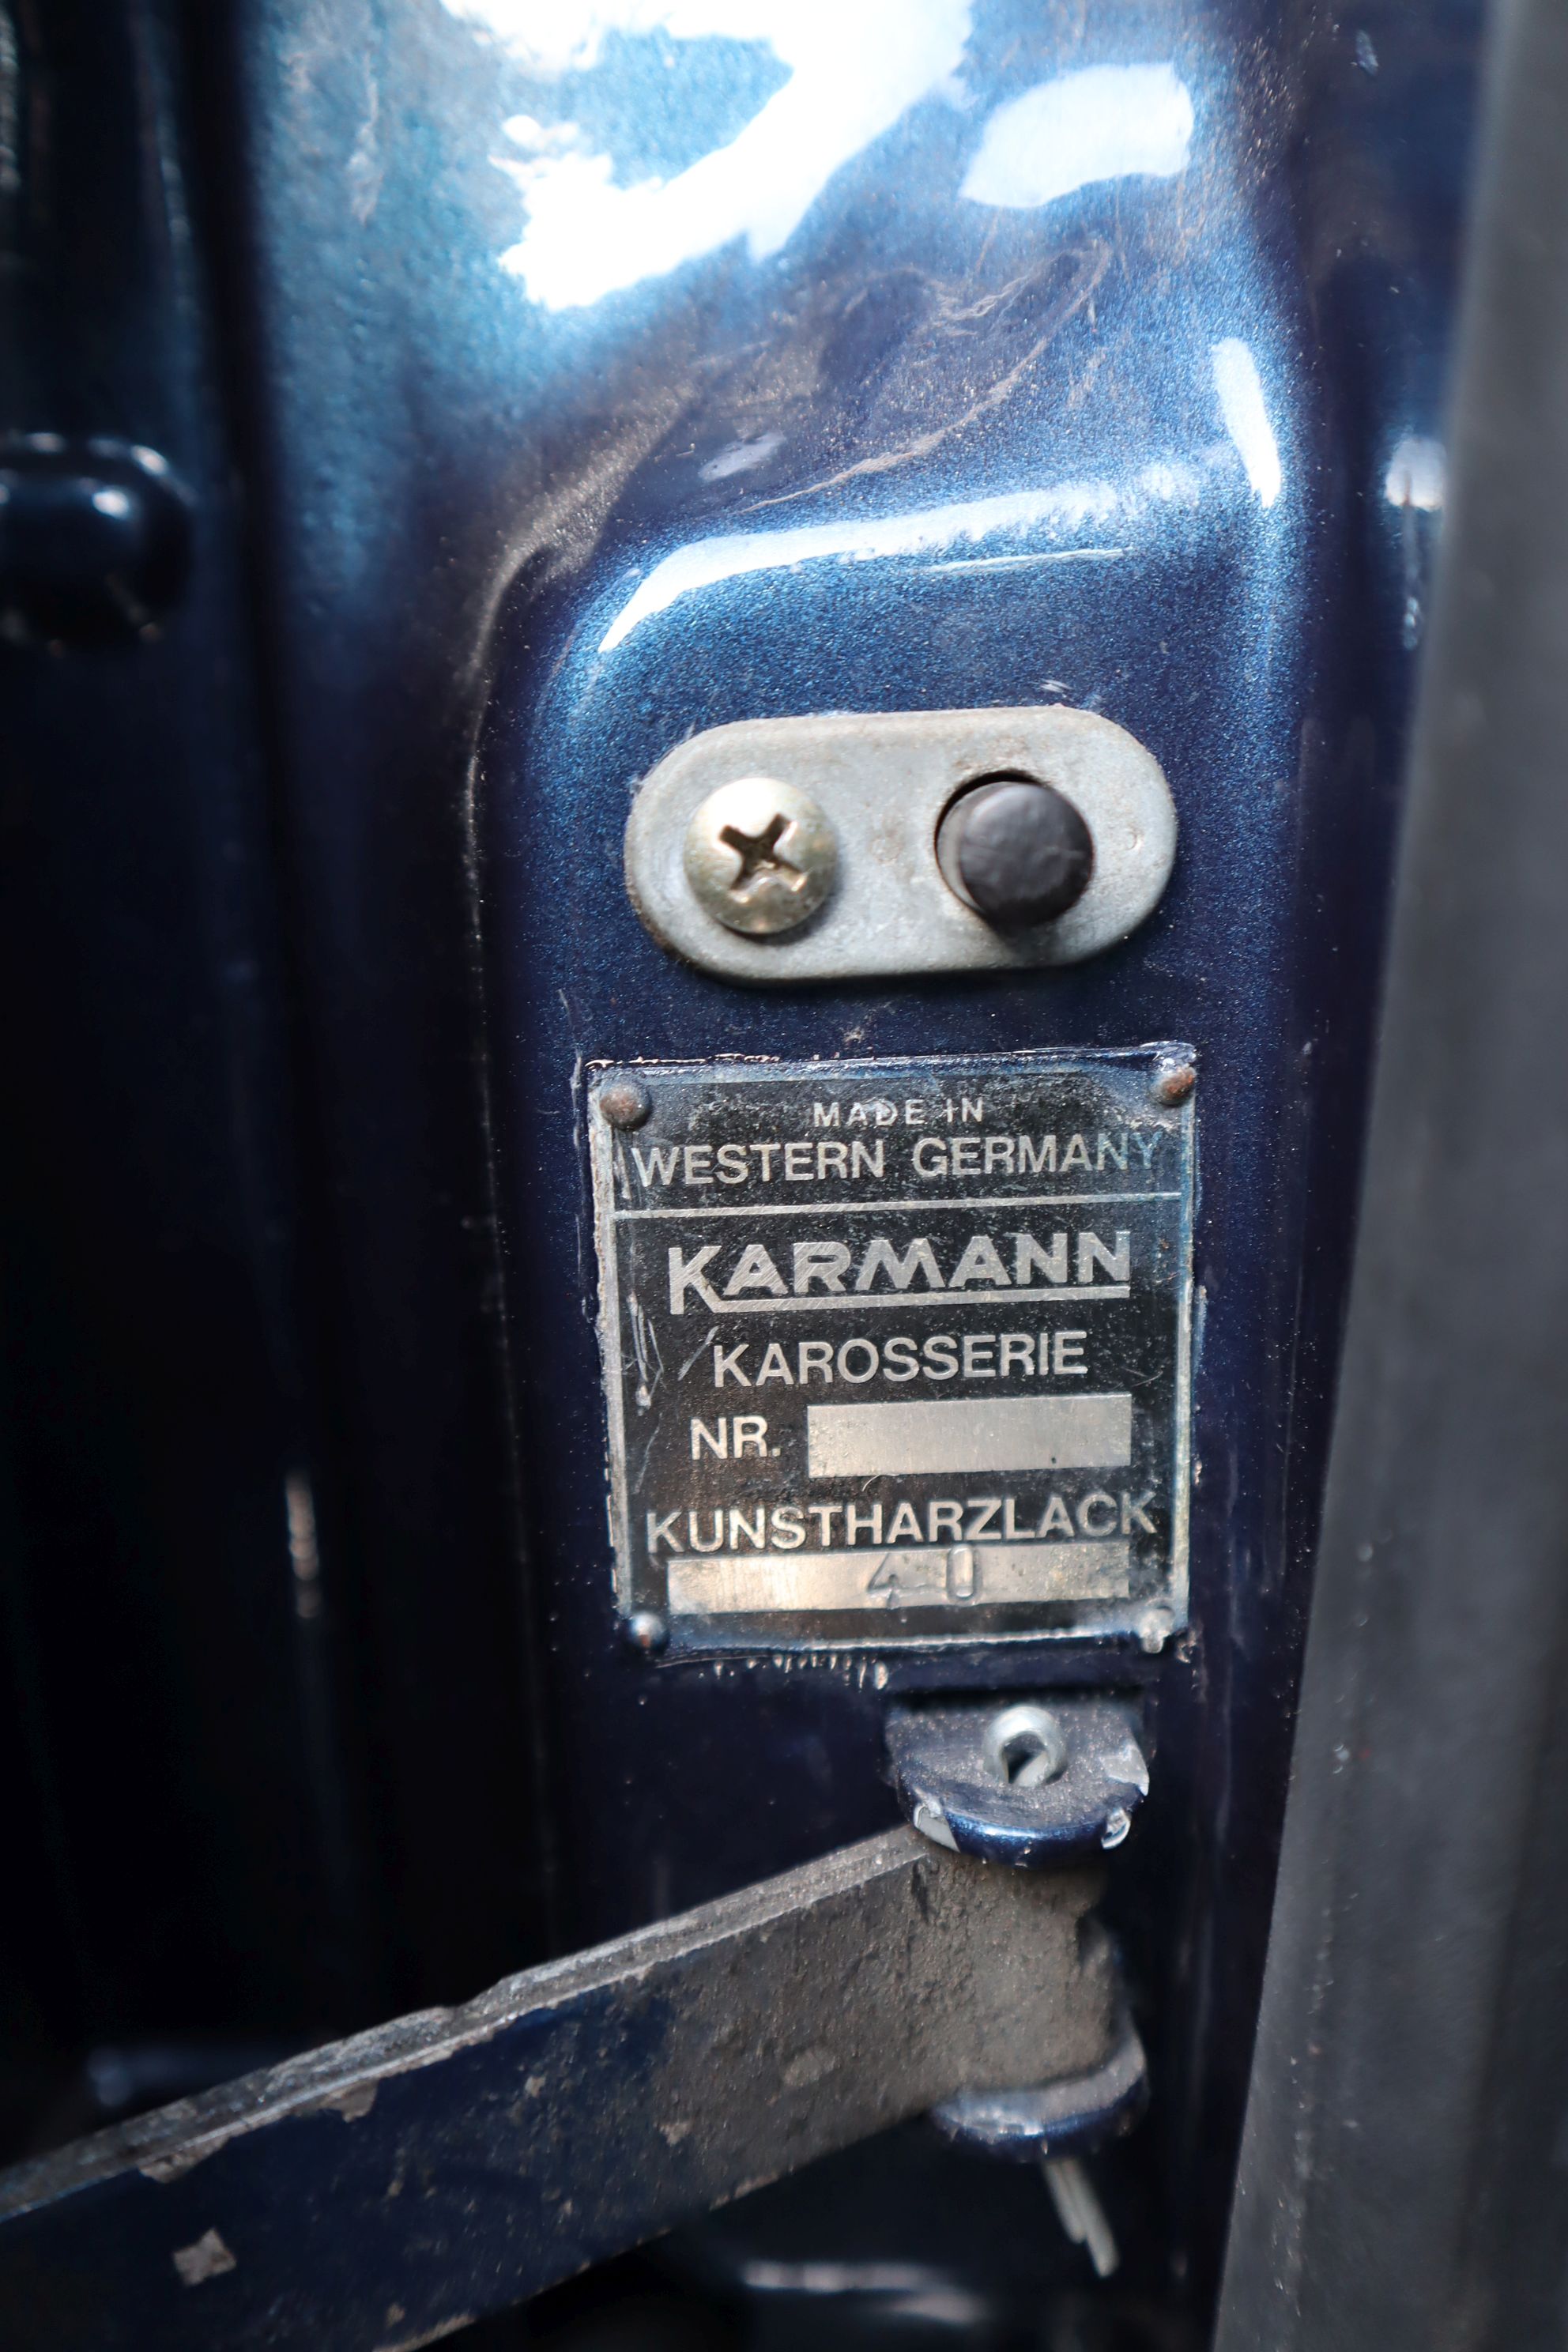 MADE IN
WESTERN GERMANY
KARMANN
KAROSSERIE
NR.
KUNSTHARZLACK
40